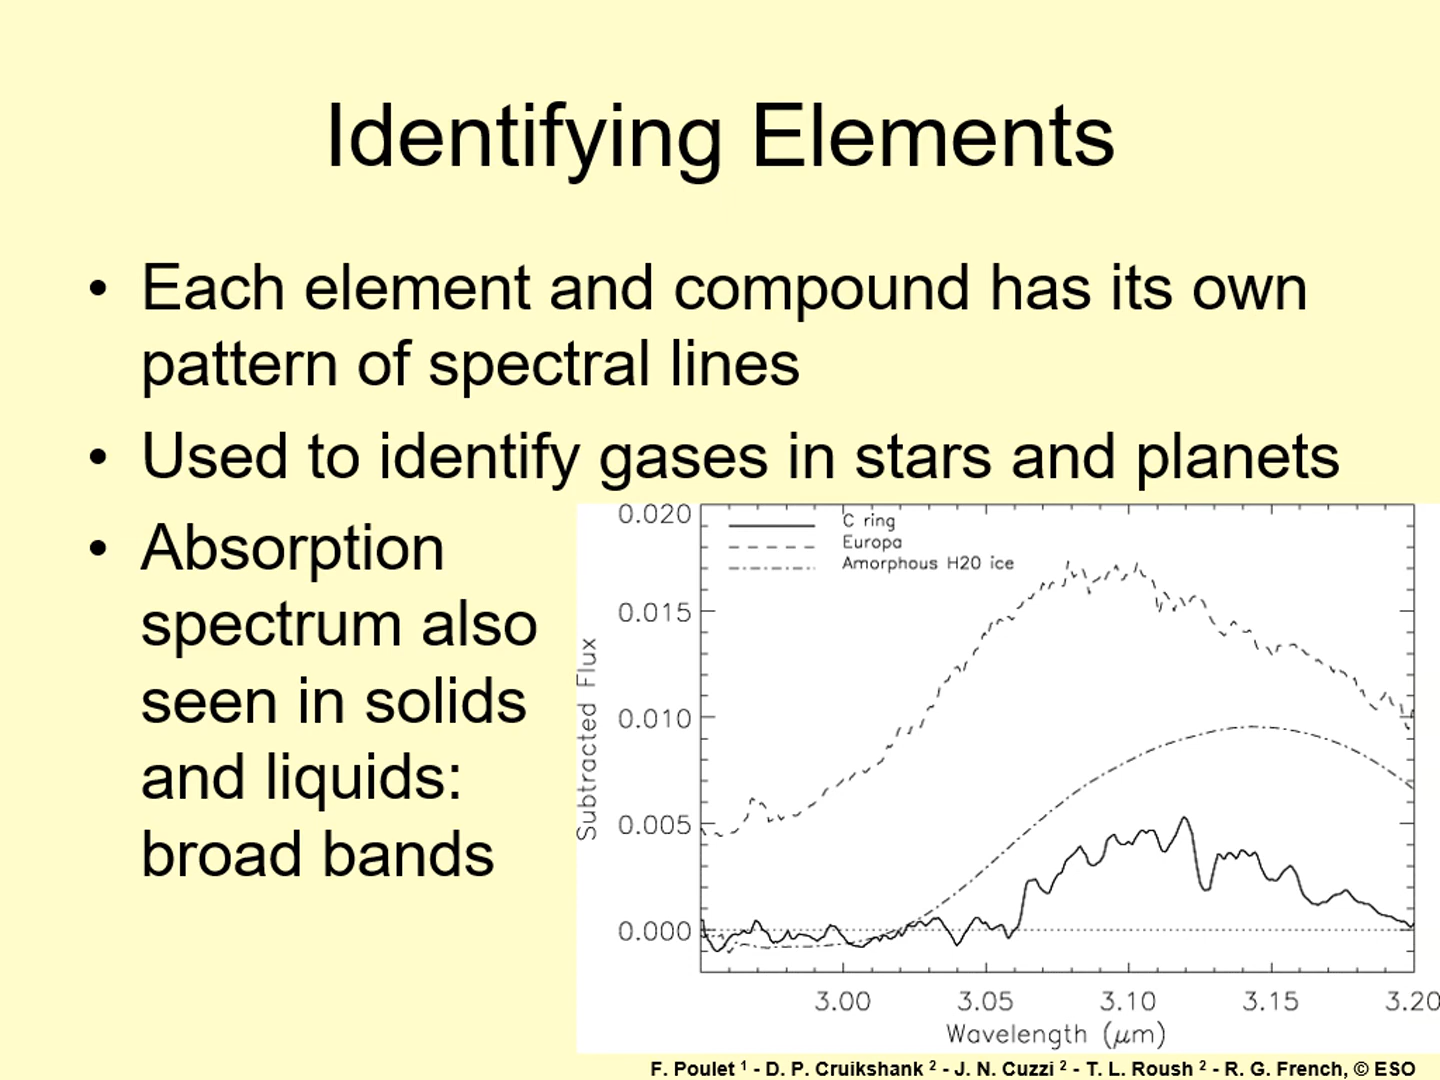 Identifying Elements
• Each element and compound has its own
pattern of spectral lines
• Used to identify gases in stars and planets
• Absorption
spectrum also
seen in solids
and liquids:
broad bands
C ring
Europa
Amorphous H20 ice
0.020
0.015
0.010
0.005
0.000
Subtracted Flux
3.00 3.05 3.10 3.15 3.20
Wavelength (μm)
F. Poulet ¹ - D. P. Cruikshank ² - J. N. Cuzzi ² - T. L. Roush ² - R. G. French, © ESO